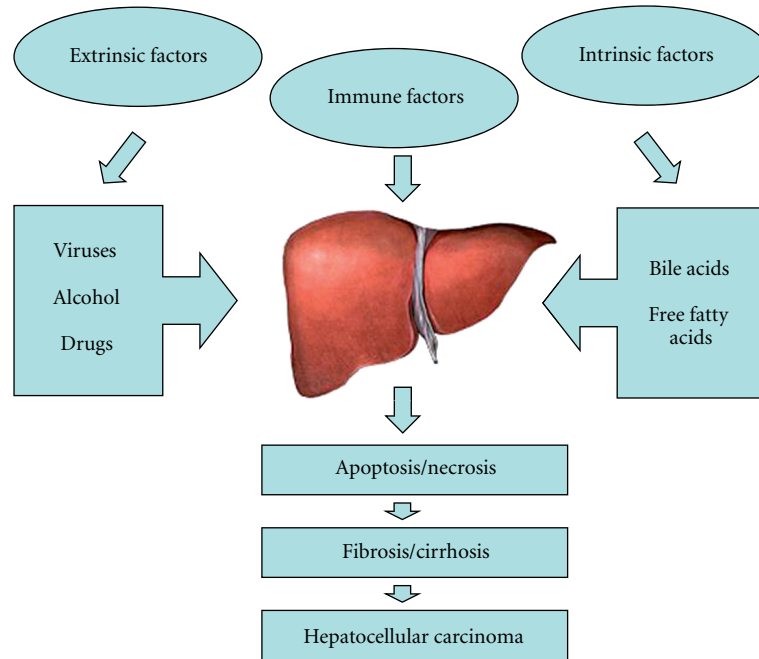 Extrinsic factors
Immune factors
Intrinsic factors
Viruses
Alcohol
Drugs
Bile acids
Free fatty
acids
Apoptosis/necrosis
Fibrosis/cirrhosis
Hepatocellular carcinoma